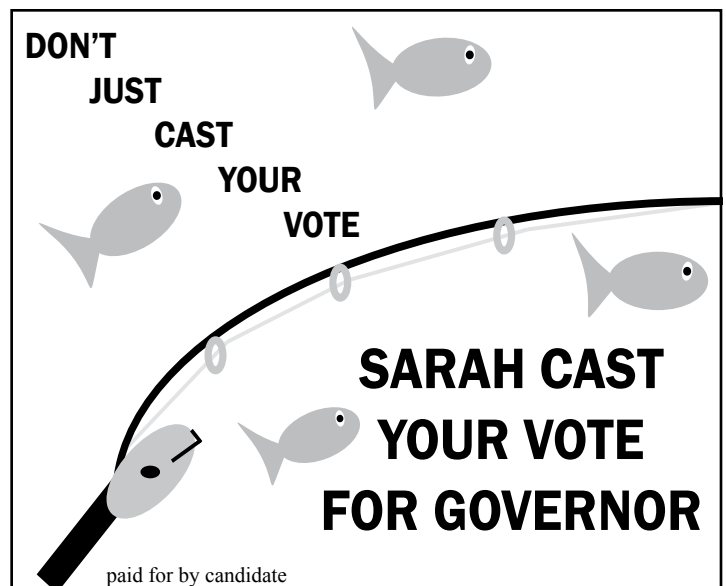 DON'T
JUST
CAST
YOUR
VOTE
SARAH CAST
YOUR VOTE
FOR GOVERNOR
paid for by candidate